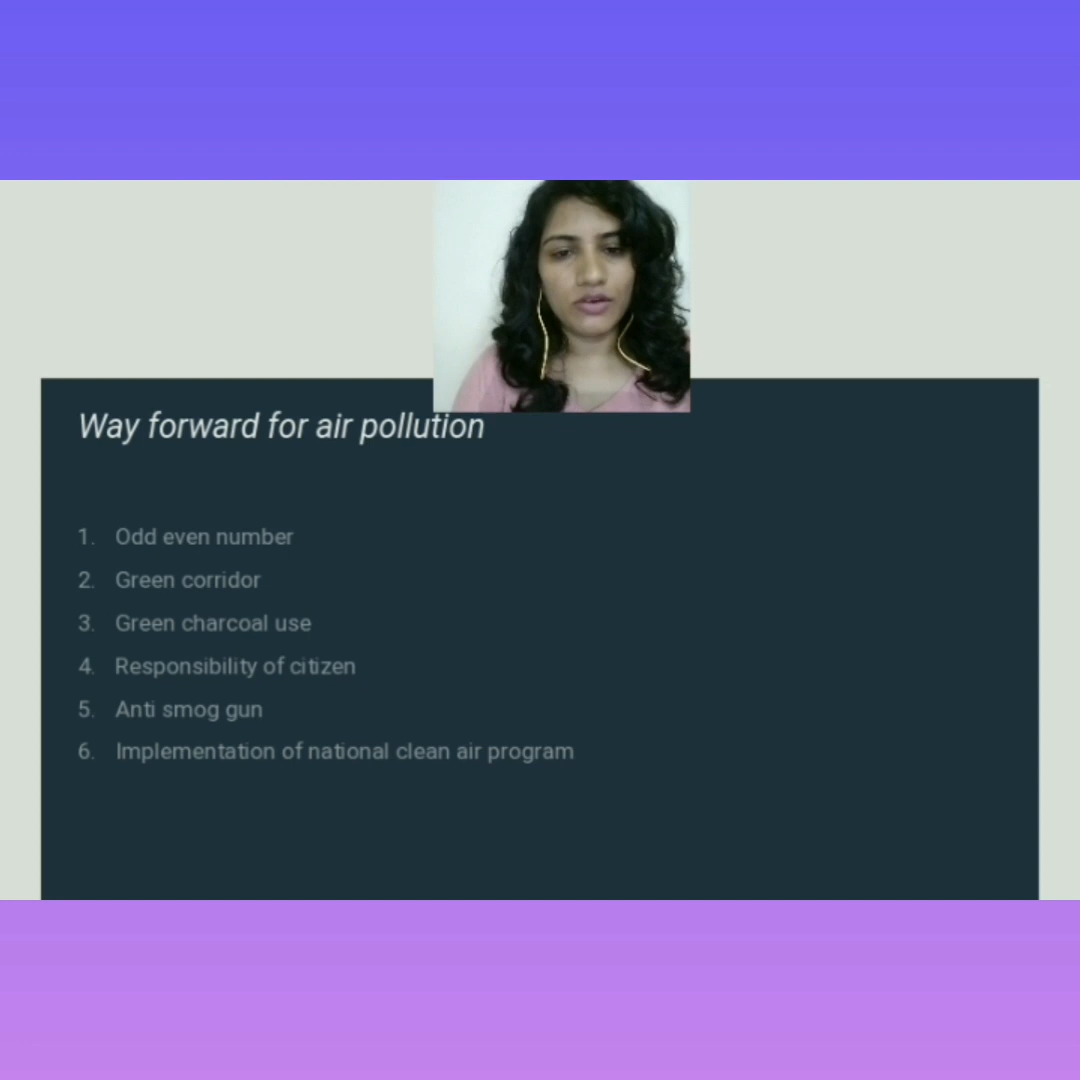 Way forward for air pollution
1. Odd even number
2. Green corridor
3. Green charcoal use
4. Responsibility of citizen
5. Anti smog gun
6. Implementation of national clean air program